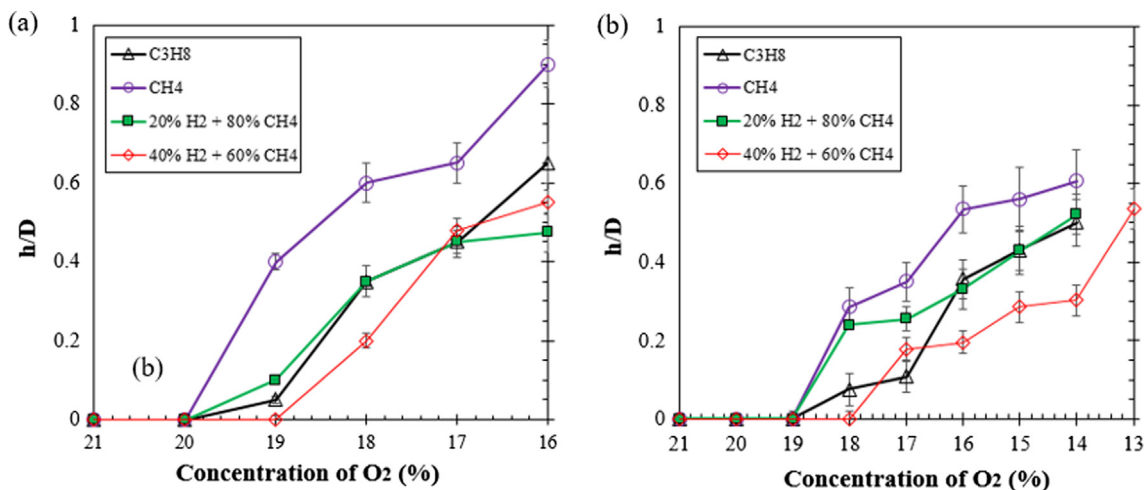 (a)
1
0.8
0.6
0.4
0.2
0
h/D
C3H8
CH4
20% H2 + 80% CH4
40% H2 + 60% CH4
(b)
21 20 19 18 17 16
Concentration of O2 (%)
(b)
1
0.8
0.6
0.4
0.2
0
h/D
C3H8
CH4
20% H2 + 80% CH4
40% H2 + 60% CH4
21 20 19 18 17 16 15 14 13
Concentration of O2 (%)